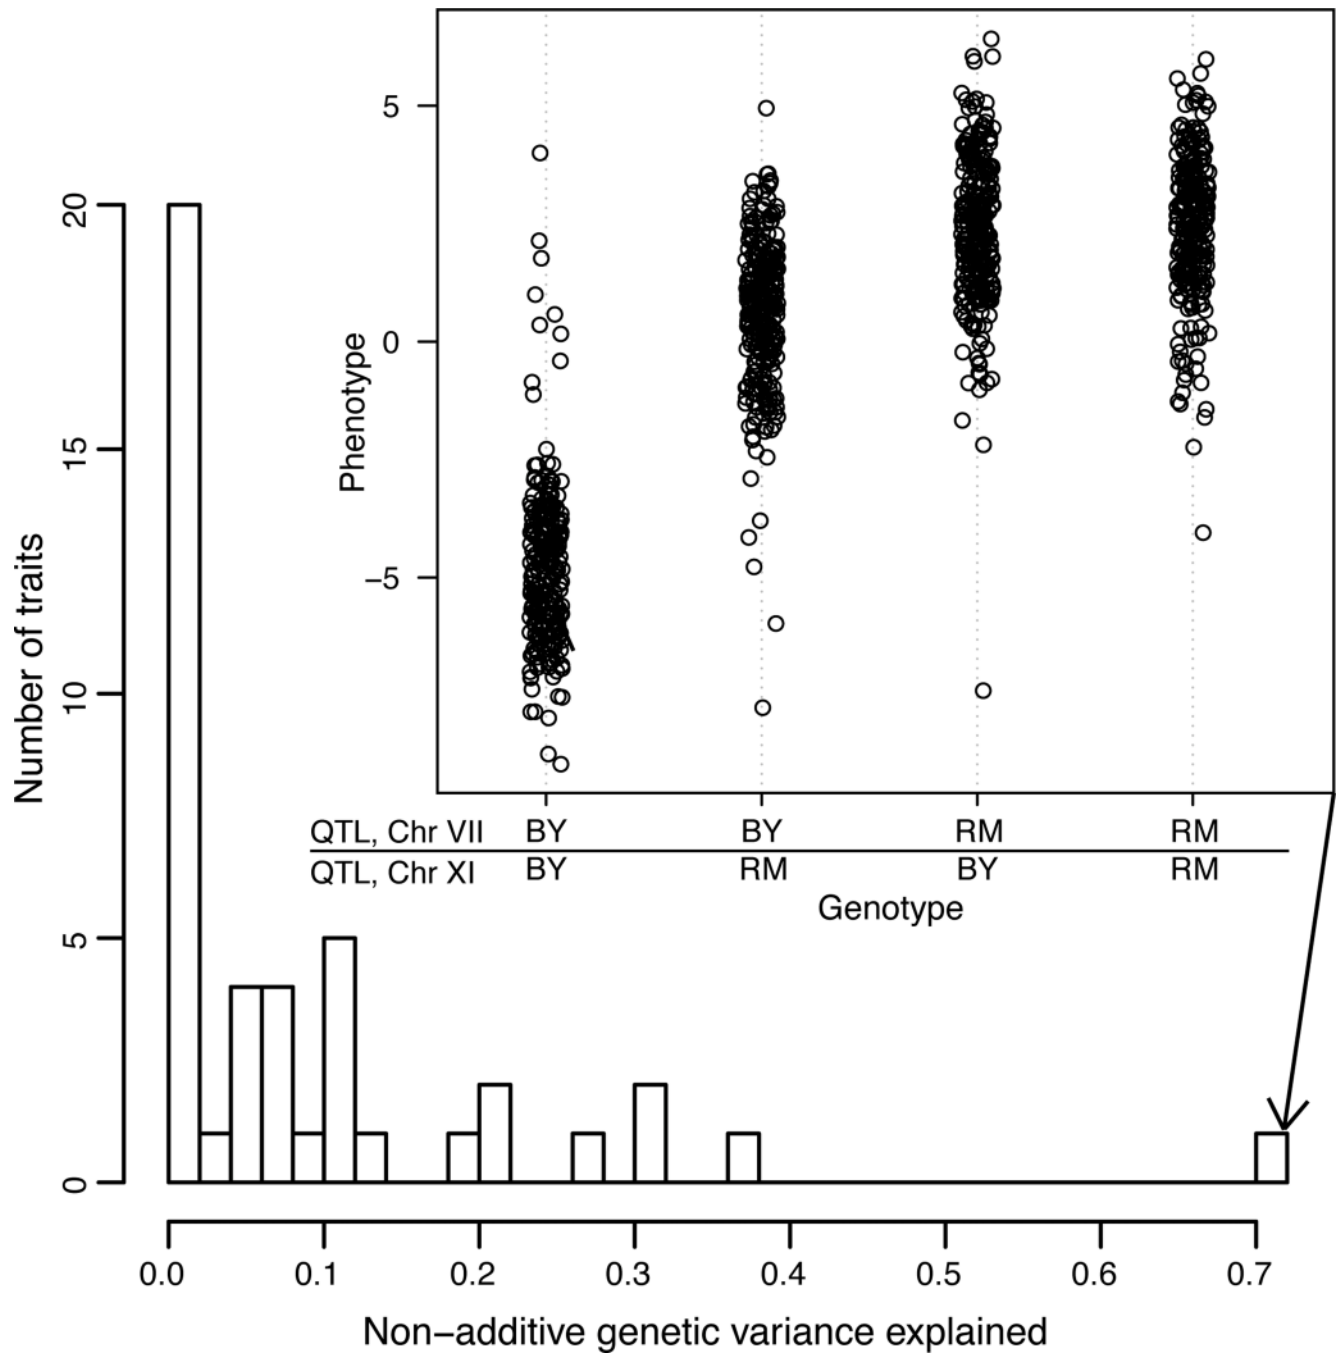 5
0
−5
Phenotype
QTL, Chr VII BY BY RM RM
QTL, Chr XI BY RM BY RM
Genotype
20
15
10
5
0
Number of traits
0.0 0.1 0.2 0.3 0.4 0.5 0.6 0.7
Non−additive genetic variance explained